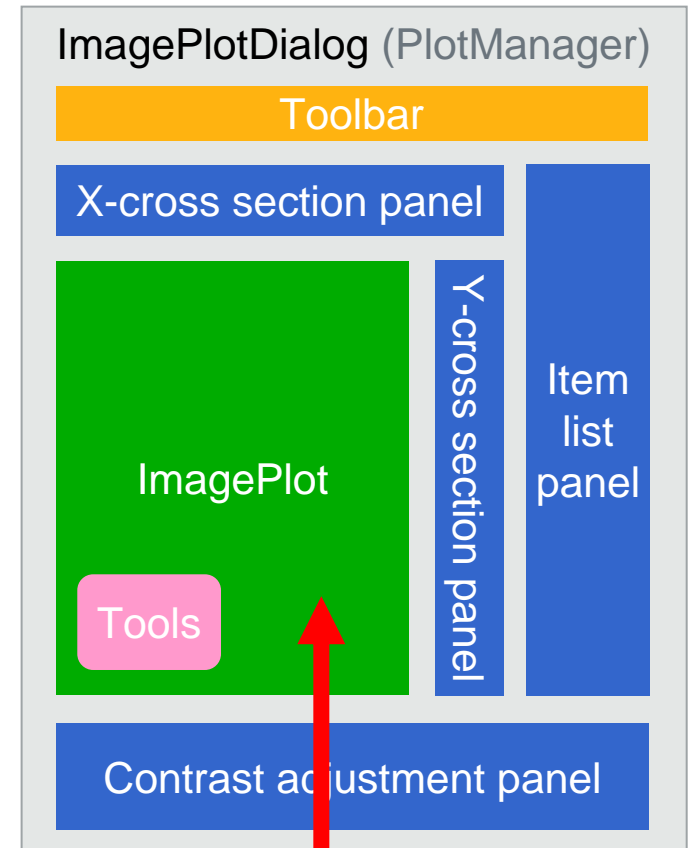 ImagePlotDialog (PlotManager)
Toolbar
X-cross section panel
Y-cross section panel
Item
list
panel
ImagePlot
Tools
Contrast adjustment panel